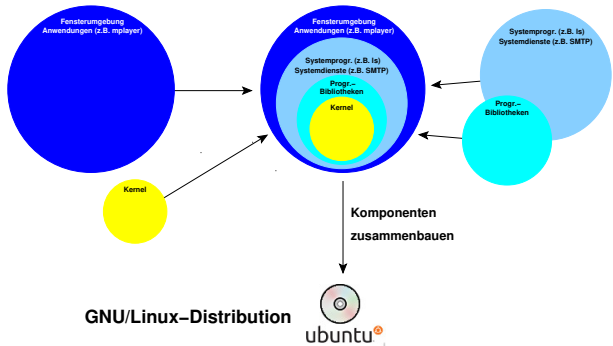 Fensterumgebung
Anwendungen (z.B. mplayer)
Fensterumgebung
Anwendungen (z.B. mplayer)
Systemprogr. (z.B. ls)
Systemdienste (z.B. SMTP)
Progr.–
Bibliotheken
Kernel
Systemprogr. (z.B. ls)
Systemdienste (z.B. SMTP)
Progr.–
Bibliotheken
Kernel
Komponenten
zusammenbauen
GNU/Linux–Distribution
ubuntu